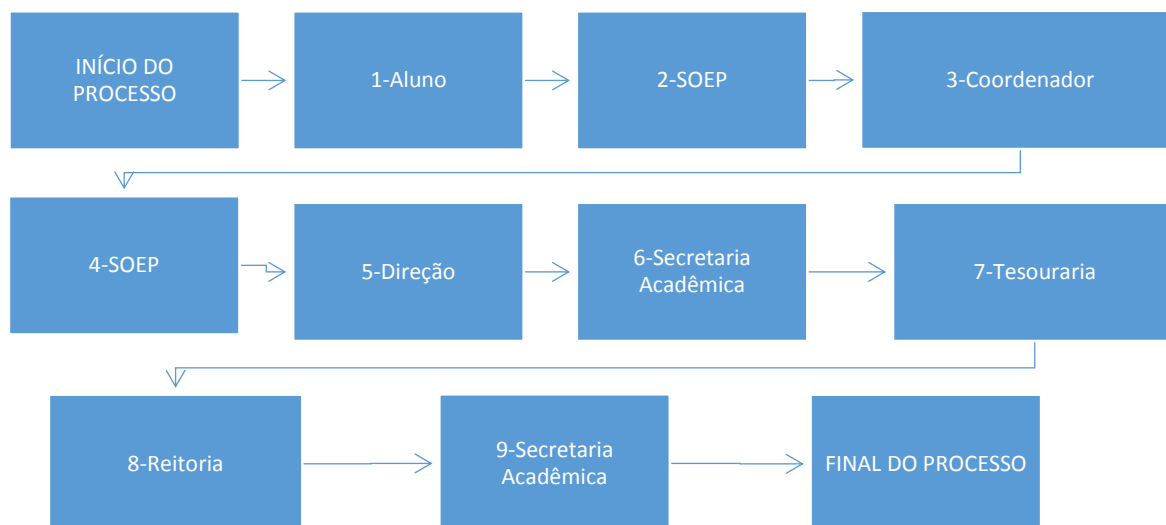 INÍCIO DO
PROCESSO
1-Aluno
2-SOEP
3-Coordenador
4-SOEP
5-Direção
6-Secretaria
Acadêmica
7-Tesouraria
8-Reitoria
9-Secretaria
Acadêmica
FINAL DO PROCESSO